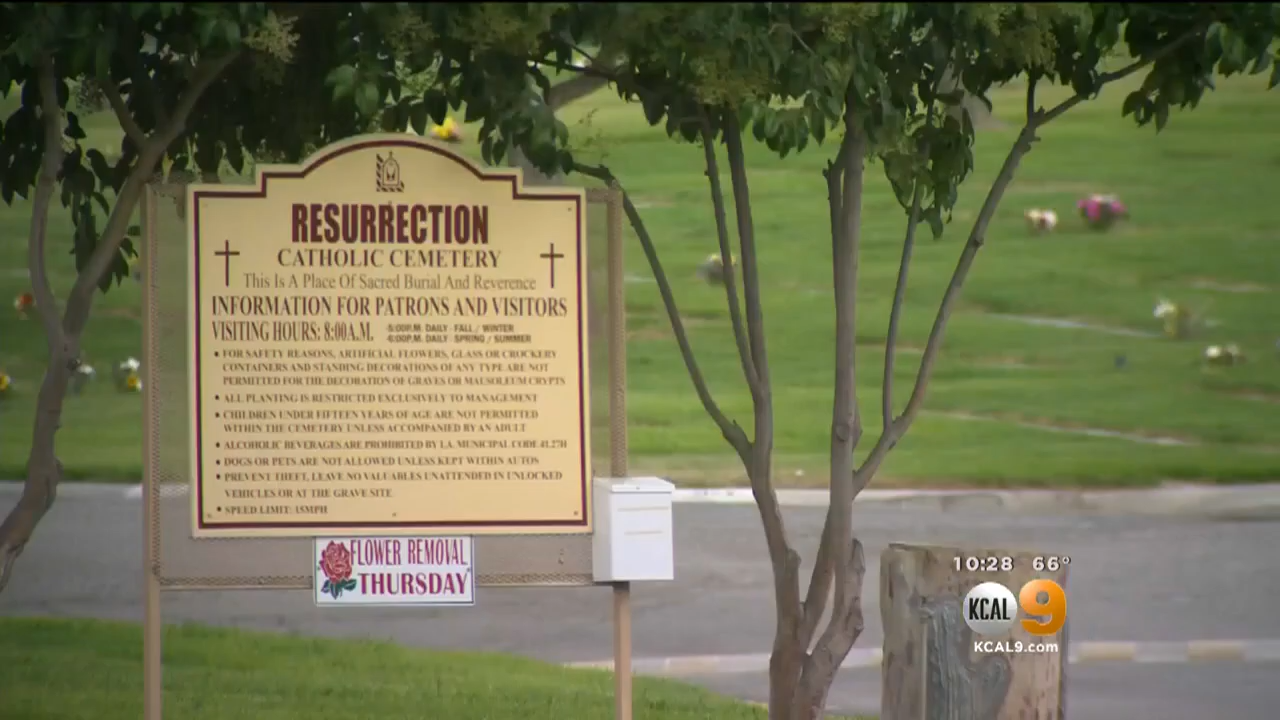 RESURRECTION
CATHOLIC CEMETERY
This Is A Place Of Sacred Burial And Reverence
INFORMATION FOR PATRONS AND VISITORS
VISITING HOURS: 8:00A.M. -5:00P.M. DAILY - FALL / WINTER
-6:00P.M. DAILY - SPRING / SUMMER
• FOR SAFETY REASONS, ARTIFICIAL FLOWERS, GLASS OR CROCKERY
CONTAINERS AND STANDING DECORATIONS OF ANY TYPE ARE NOT
PERMITTED FOR THE DECORATION OF GRAVES OR MAUSOLEUM CRYPTS
• ALL PLANTING IS RESTRICTED EXCLUSIVELY TO MANAGEMENT
• CHILDREN UNDER FIFTEEN YEARS OF AGE ARE NOT PERMITTED
WITHIN THE CEMETERY UNLESS ACCOMPANIED BY AN ADULT
• ALCOHOLIC BEVERAGES ARE PROHIBITED BY L.A. MUNICIPAL CODE 41.27H
• DOGS OR PETS ARE NOT ALLOWED UNLESS KEPT WITHIN AUTOS
• PREVENT THEFT, LEAVE NO VALUABLES UNATTENDED IN UNLOCKED
VEHICLES OR AT THE GRAVE SITE
• SPEED LIMIT: 15MPH
FLOWER REMOVAL
THURSDAY
10:28 66°
KCAL 9
KCAL9.COM